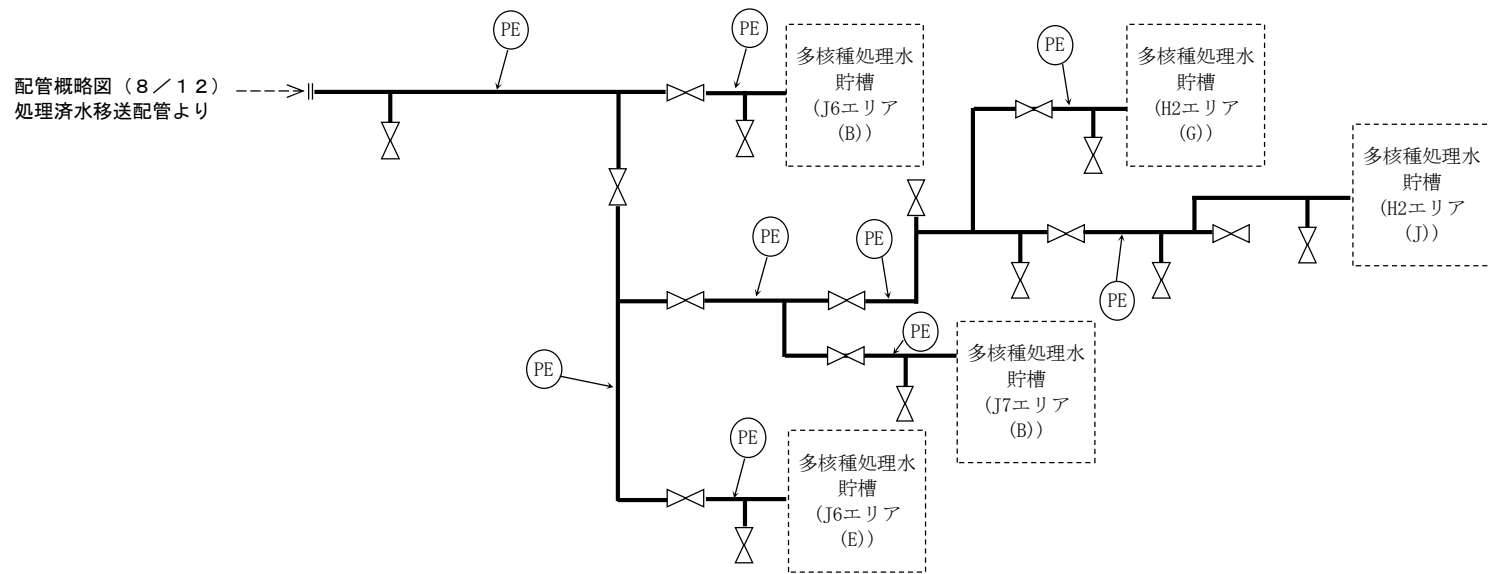 PE
PE
多核種処理水
貯槽
(J6エリア
(B))
PE
多核種処理水
貯槽
(H2エリア
(G))
配管概略図（８／１２）
処理済水移送配管より
多核種処理水
貯槽
(H2エリア
(J))
PE
PE
PE
PE
多核種処理水
貯槽
(J7エリア
(B))
PE
PE
多核種処理水
貯槽
(J6エリア
(E))